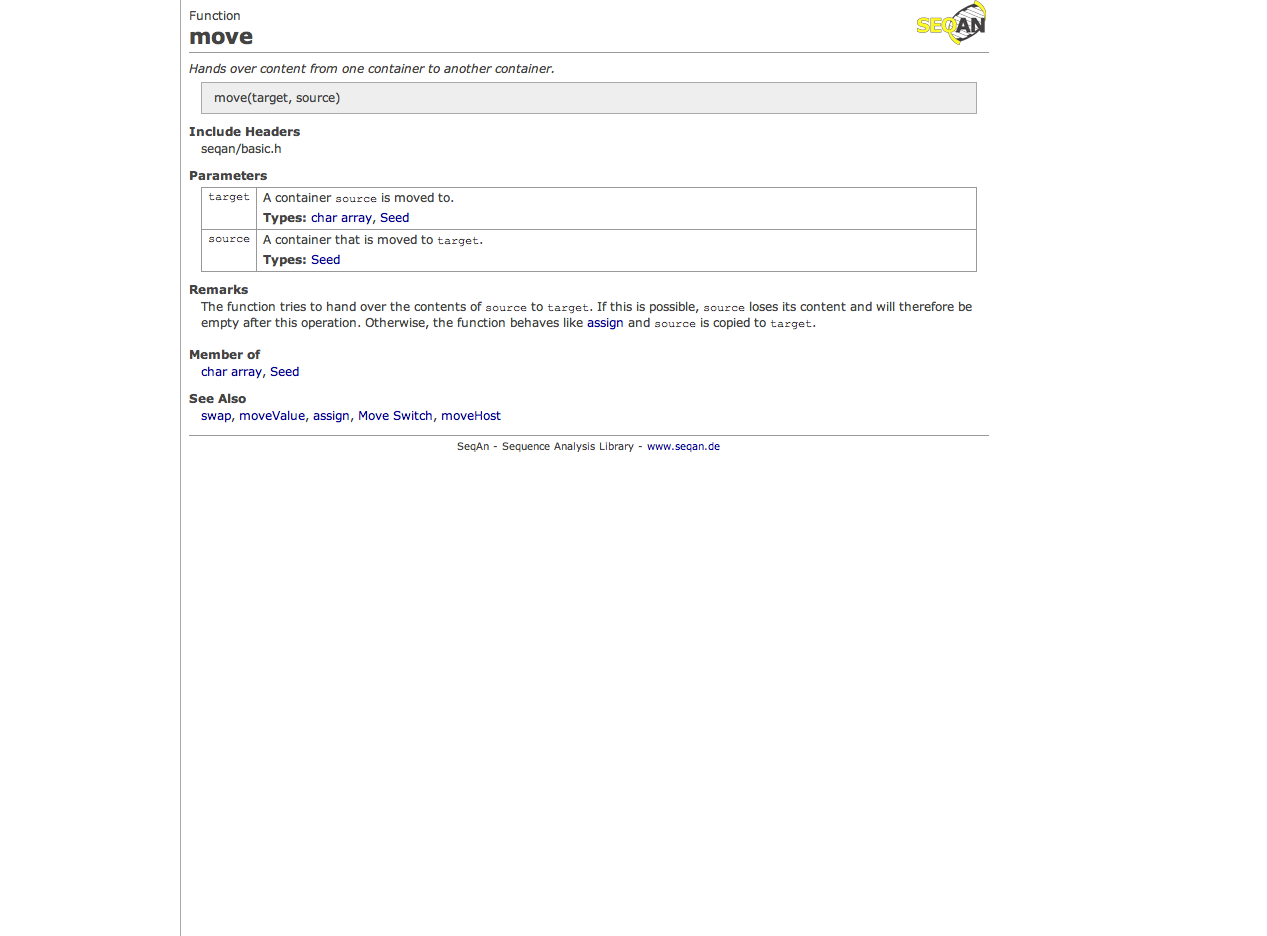 Function
SEQAN
move
Hands over content from one container to another container.
move(target, source)
Include Headers
seqan/basic.h
Parameters
target A container source is moved to.
Types: char array, Seed
source A container that is moved to target.
Types: Seed
Remarks
The function tries to hand over the contents of source to target. If this is possible, source loses its content and will therefore be
empty after this operation. Otherwise, the function behaves like assign and source is copied to target.
Member of
char array, Seed
See Also
swap, moveValue, assign, Move Switch, moveHost
SeqAn - Sequence Analysis Library - www.seqan.de